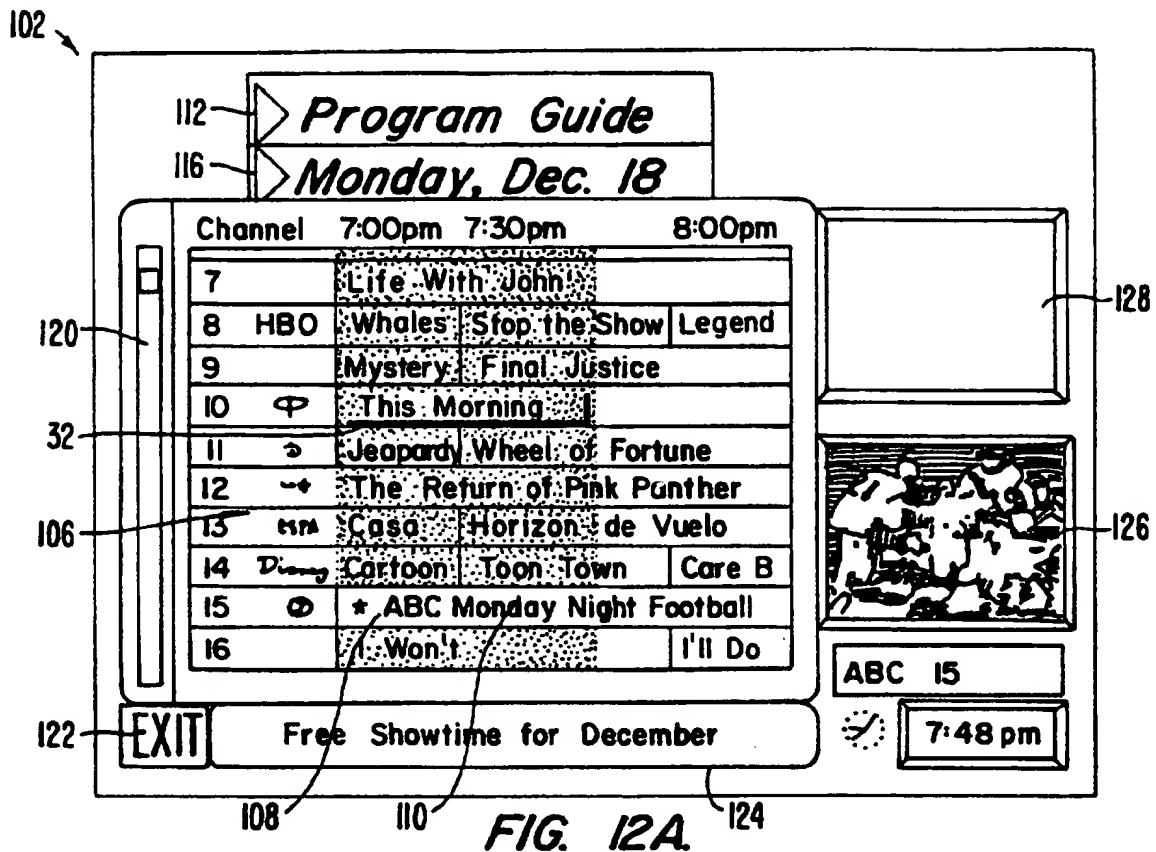 102
112
Program Guide
116
Monday, Dec. 18
Channel 7:00pm 7:30pm 8:00pm
7 Life With John
8 HBO Whales Stop the Show Legend
9 Mystery Final Justice
10 This Morning
11 Jeopardy Wheel of Fortune
12 The Return of Pink Panther
13 Casa Horizon de Vuelo
14 Disney Cartoon Toon Town Care B
15 * ABC Monday Night Football
16 I Won't I'll Do
120
32
106
128
126
ABC 15
122
EXIT
Free Showtime for December
7:48 pm
108
110
124
FIG. 12A.